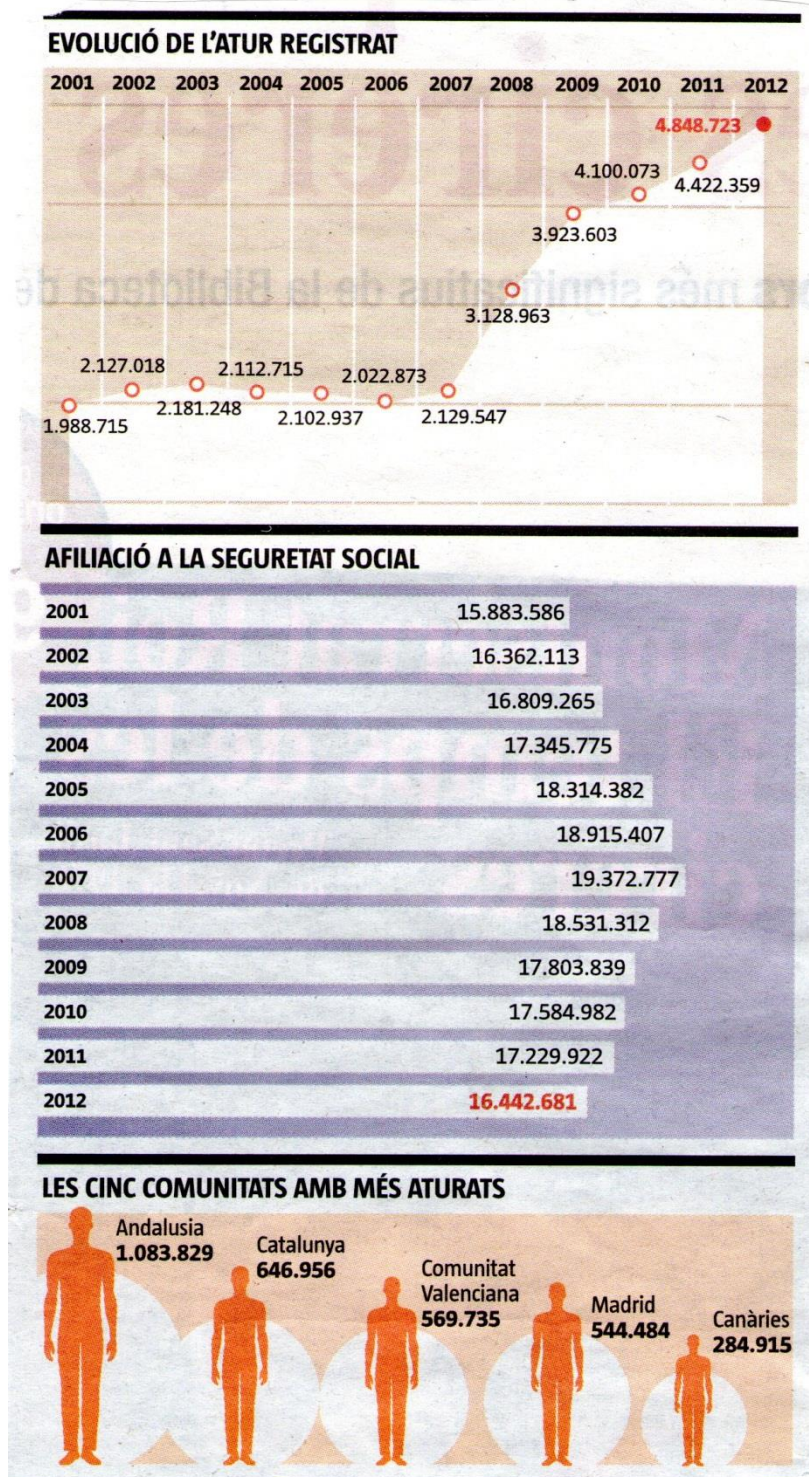 EVOLUCIÓ DE L'ATUR REGISTRAT
2001 2002 2003 2004 2005 2006 2007 2008 2009 2010 2011 2012
4.848.723
4.100.073
4.422.359
3.923.603
3.128.963
2.127.018
2.112.715
2.022.873
2.181.248
2.102.937
2.129.547
1.988.715
AFILIACIÓ A LA SEGURETAT SOCIAL
2001 15.883.586
2002 16.362.113
2003 16.809.265
2004 17.345.775
2005 18.314.382
2006 18.915.407
2007 19.372.777
2008 18.531.312
2009 17.803.839
2010 17.584.982
2011 17.229.922
2012 16.442.681
LES CINC COMUNITATS AMB MÉS ATURATS
Andalusia
1.083.829
Catalunya
646.956
Comunitat
Valenciana
569.735
Madrid
544.484
Canàries
284.915